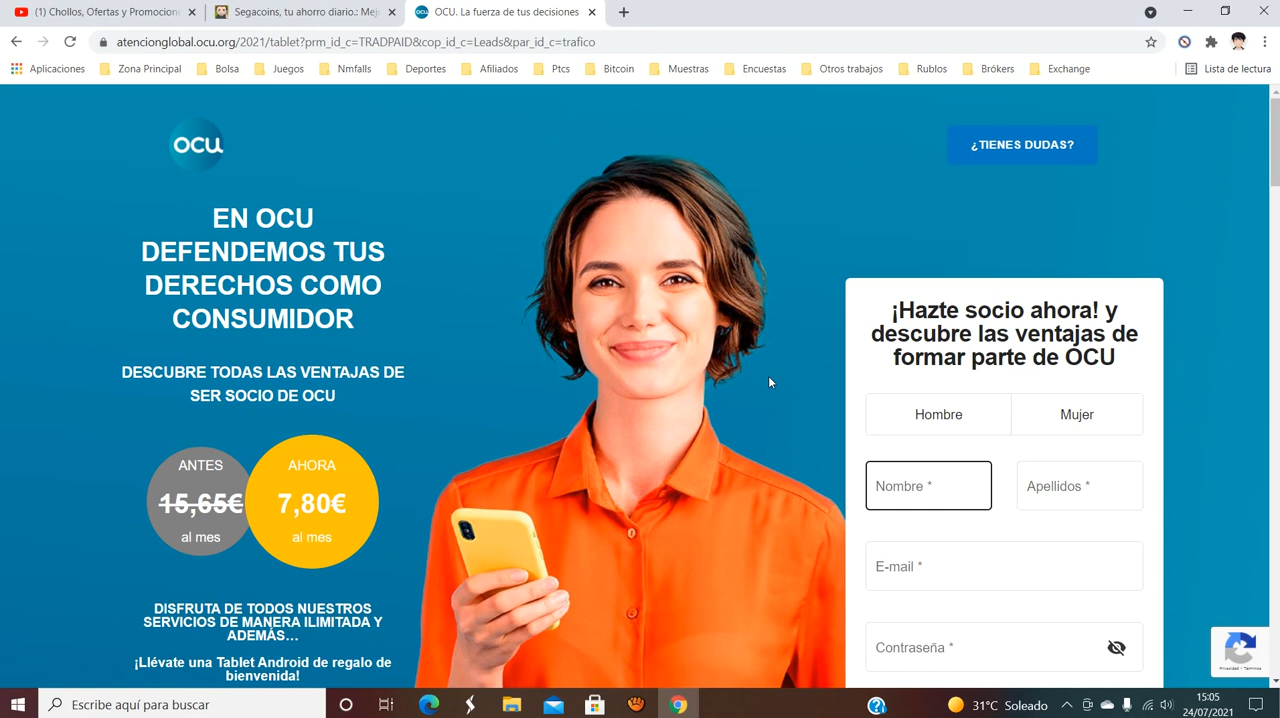 (1) Chollos, Ofertas y Promocion
Segacoins, tu ahorro diario.: Mej
OCU. La fuerza de tus decisiones
atencionglobal.ocu.org/2021/tablet?prm_id_c=TRADPAID&cop_id_c=Leads&par_id_c=trafico
Aplicaciones Zona Principal Bolsa Juegos Nmfalls Deportes Afiliados Ptcs Bitcoin Muestras Encuestas Otros trabajos Rublos Brókers Exchange Lista de lectura
ocu
¿TIENES DUDAS?
EN OCU
DEFENDEMOS TUS
DERECHOS COMO
CONSUMIDOR
DESCUBRE TODAS LAS VENTAJAS DE
SER SOCIO DE OCU
ANTES
15,65€
al mes
AHORA
7,80€
al mes
DISFRUTA DE TODOS NUESTROS
SERVICIOS DE MANERA ILIMITADA Y
ADEMÁS...
¡Llévate una Tablet Android de regalo de
bienvenida!
¡Hazte socio ahora! y
descubre las ventajas de
formar parte de OCU
Hombre Mujer
Nombre * Apellidos *
E-mail *
Contraseña *
Privacidad - Términos
Escribe aquí para buscar
31°C Soleado
15:05
24/07/2021